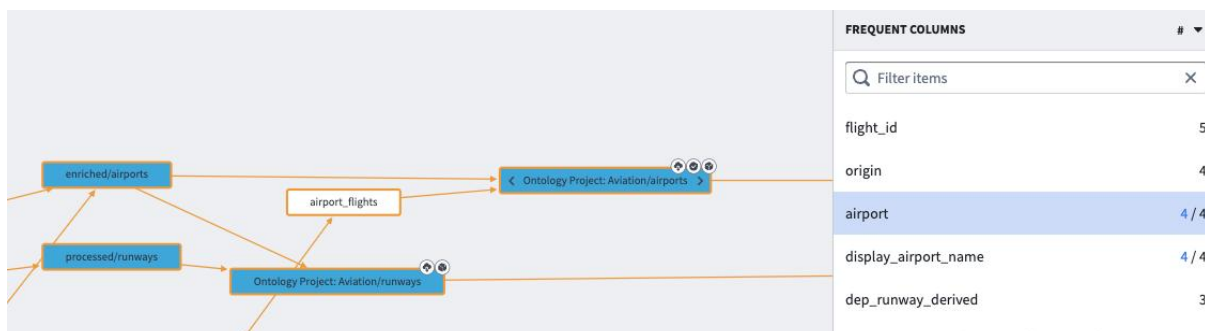 FREQUENT COLUMNS #
Filter items
flight_id 5
origin 4
airport 4 / 4
display_airport_name 4 / 4
dep_runway_derived 3
enriched/airports
Ontology Project: Aviation/airports
airport_flights
processed/runways
Ontology Project: Aviation/runways